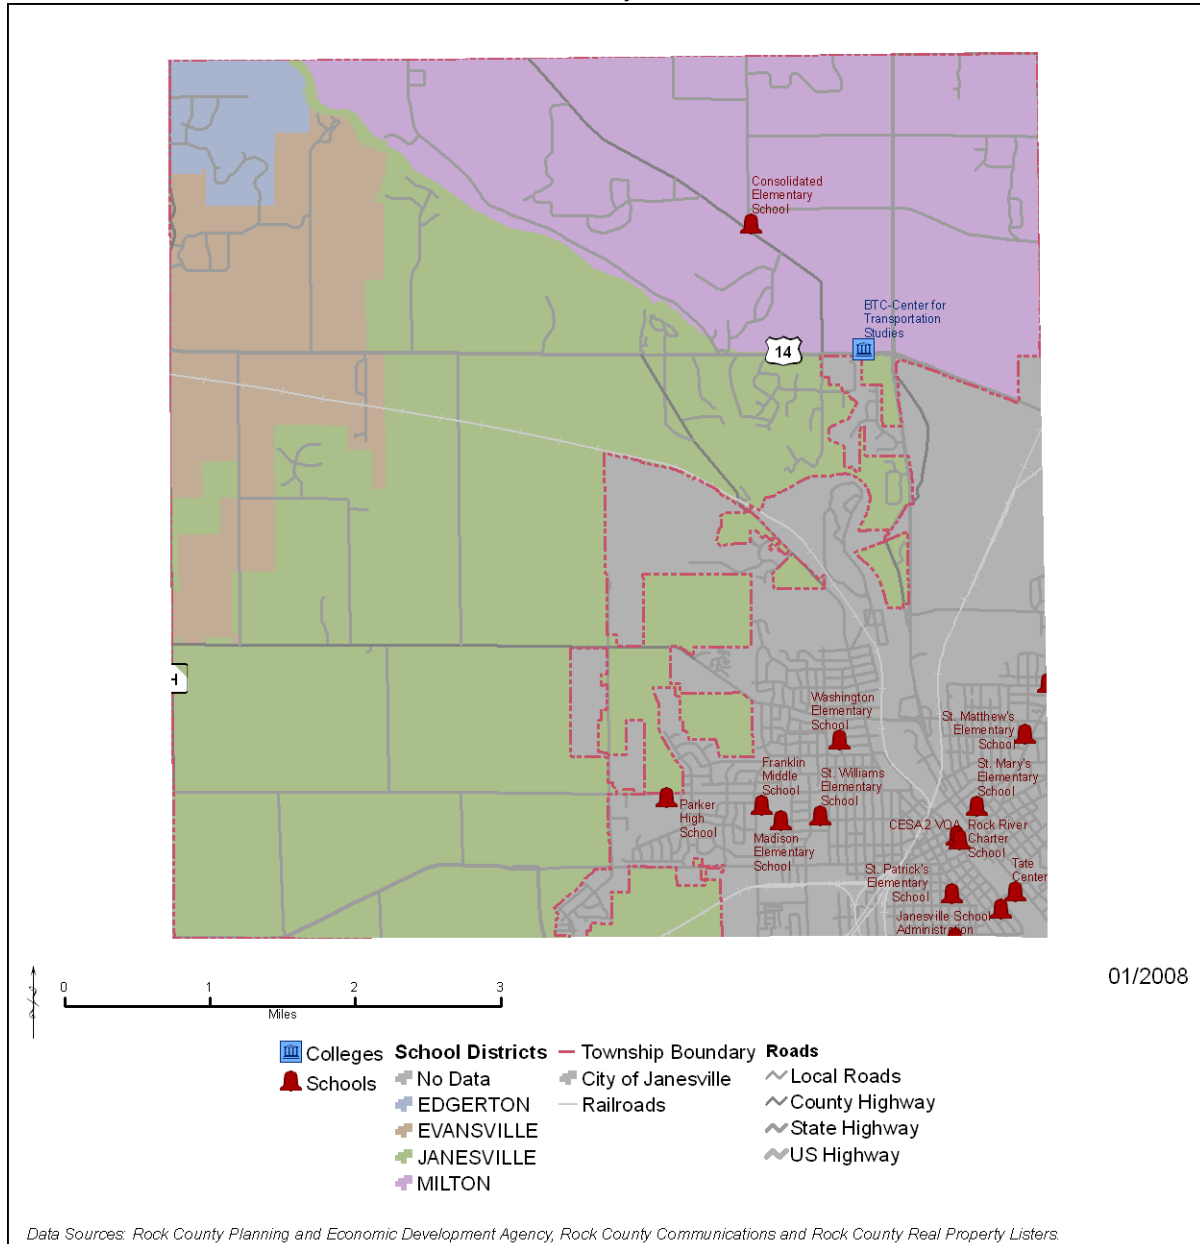 Consolidated
Elementary
School
BTC-Center for
Transportation
Studies
14
H
Washington
Elementary
School
St. Matthew's
Elementary
School
Franklin
Middle
School
St. Williams
Elementary
School
St. Mary's
Elementary
School
Parker
High
School
Madison
Elementary
School
CESA 2 VOA
Rock River
Charter
School
St. Patrick's
Elementary
School
Tate
Center
Janesville School
Administration
01/2008
0 1 2 3
Miles
Colleges
Schools
School Districts
No Data
EDGERTON
EVANSVILLE
JANESVILLE
MILTON
Township Boundary
City of Janesville
Railroads
Roads
Local Roads
County Highway
State Highway
US Highway
Data Sources: Rock County Planning and Economic Development Agency, Rock County Communications and Rock County Real Property Listers.